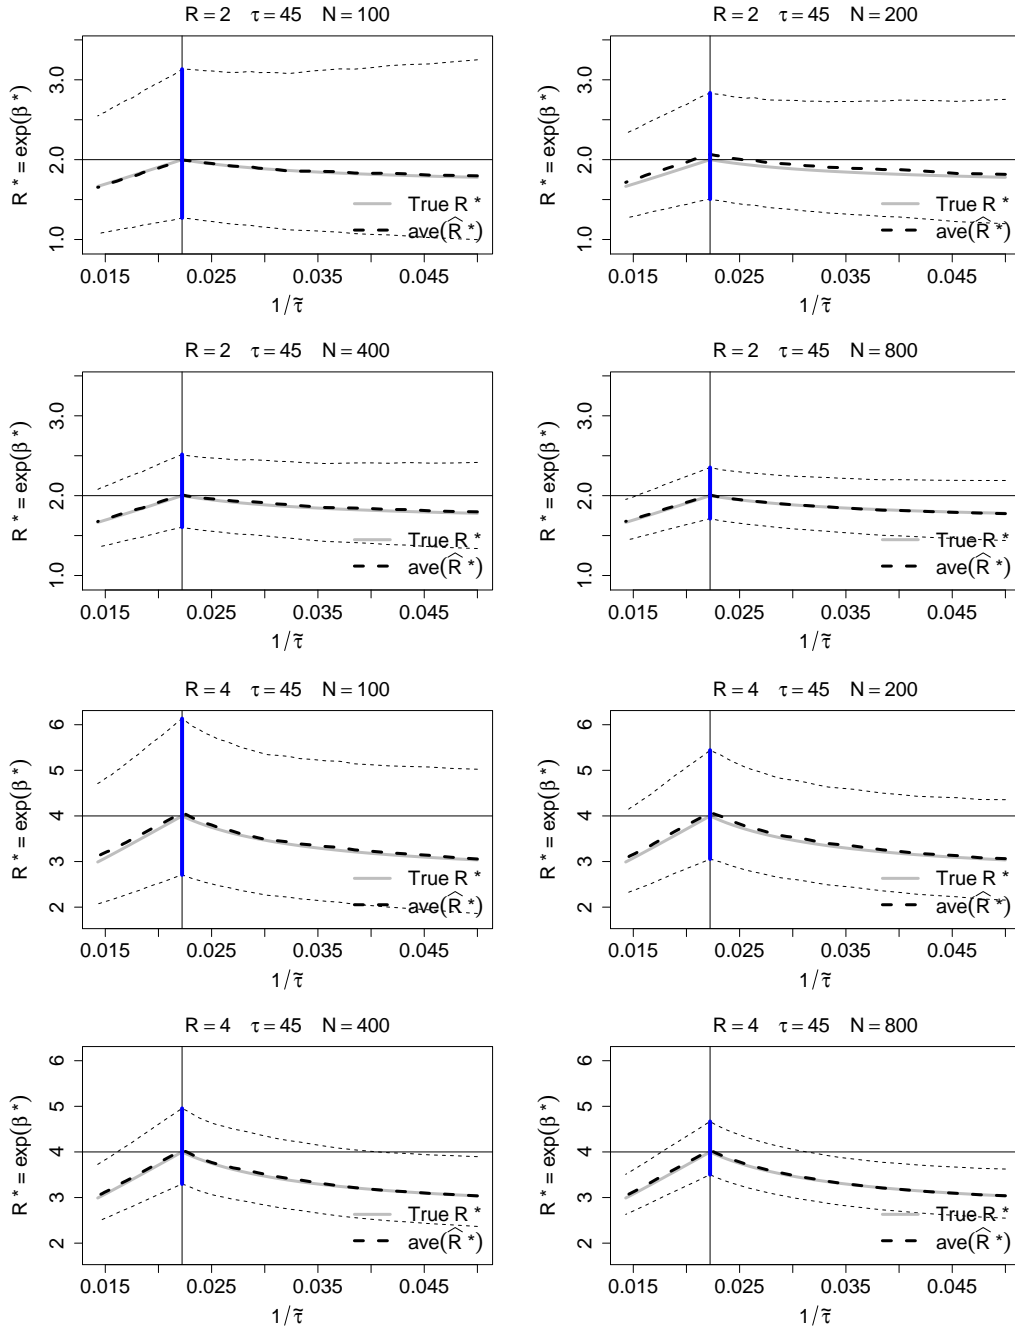 R = 2 τ = 45 N = 100
R * = exp(β *)
1.0 2.0 3.0
True R *
ave(R̂ *)
0.015 0.025 0.035 0.045
1/τ̃
R = 2 τ = 45 N = 200
R * = exp(β *)
1.0 2.0 3.0
True R *
ave(R̂ *)
0.015 0.025 0.035 0.045
1/τ̃
R = 2 τ = 45 N = 400
R * = exp(β *)
1.0 2.0 3.0
True R *
ave(R̂ *)
0.015 0.025 0.035 0.045
1/τ̃
R = 2 τ = 45 N = 800
R * = exp(β *)
1.0 2.0 3.0
True R *
ave(R̂ *)
0.015 0.025 0.035 0.045
1/τ̃
R = 4 τ = 45 N = 100
R * = exp(β *)
2 3 4 5 6
True R *
ave(R̂ *)
0.015 0.025 0.035 0.045
1/τ̃
R = 4 τ = 45 N = 200
R * = exp(β *)
2 3 4 5 6
True R *
ave(R̂ *)
0.015 0.025 0.035 0.045
1/τ̃
R = 4 τ = 45 N = 400
R * = exp(β *)
2 3 4 5 6
True R *
ave(R̂ *)
0.015 0.025 0.035 0.045
1/τ̃
R = 4 τ = 45 N = 800
R * = exp(β *)
2 3 4 5 6
True R *
ave(R̂ *)
0.015 0.025 0.035 0.045
1/τ̃